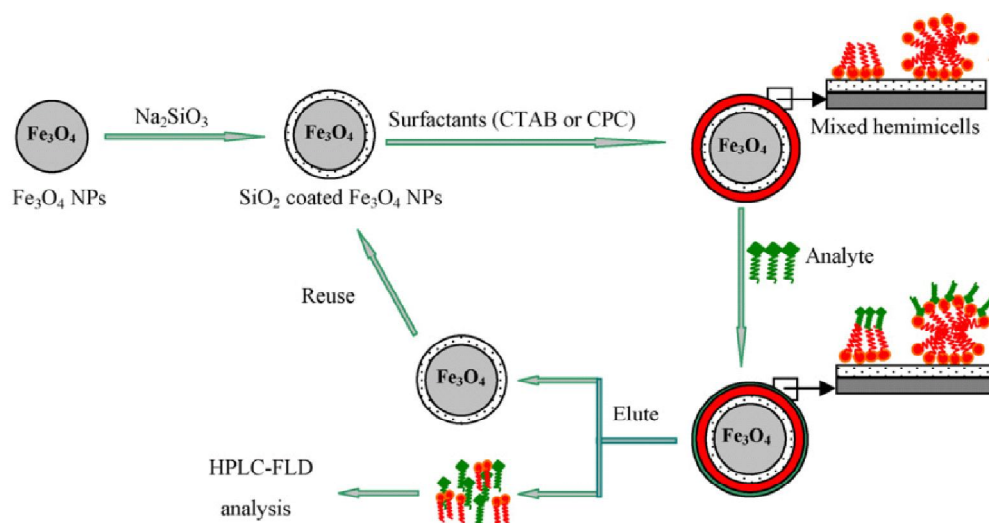 Fe₃O₄
Fe₃O₄ NPs
Na₂SiO₃
Fe₃O₄
SiO₂ coated Fe₃O₄ NPs
Surfactants (CTAB or CPC)
Fe₃O₄
Mixed hemimicells
Analyte
Fe₃O₄
Elute
Fe₃O₄
Reuse
HPLC-FLD
analysis